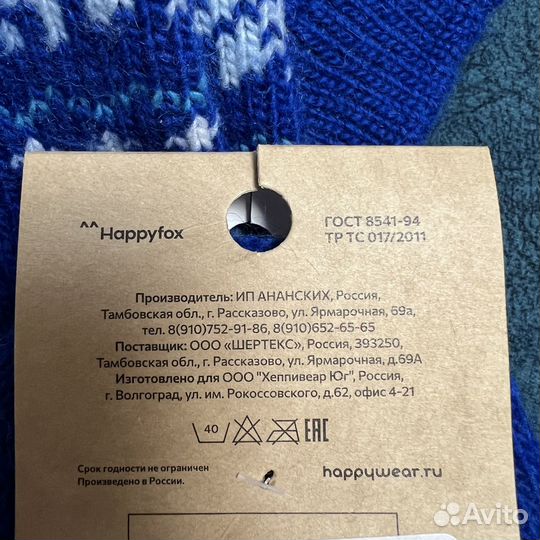 ^^Happyfox
ГОСТ 8541-94
ТР ТС 017/2011
Производитель: ИП АНАНСКИХ, Россия,
Тамбовская обл., г. Рассказово, ул. Ярмарочная, 69а,
тел. 8(910)752-91-86, 8(910)652-65-65
Поставщик: ООО «ШЕРТЕКС», Россия, 393250,
Тамбовская обл., г. Рассказово, ул. Ярмарочная, д.69А
Изготовлено для ООО "Хеппивеар Юг", Россия,
г. Волгоград, ул. им. Рокоссовского, д.62, офис 4-21
40
EAC
Срок годности не ограничен
Произведено в России.
happywear.ru
Avito